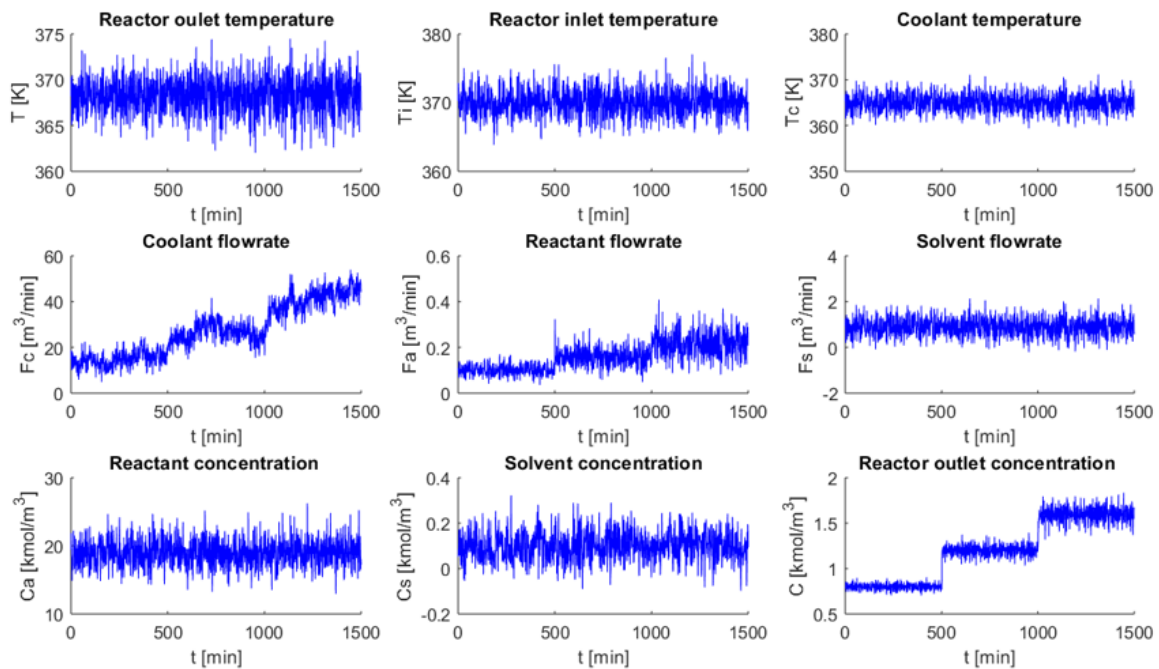 Reactor oulet temperature
T [K]
375
370
365
360
0 500 1000 1500
t [min]
Reactor inlet temperature
Ti [K]
380
370
360
0 500 1000 1500
t [min]
Coolant temperature
Tc [K]
380
370
360
350
0 500 1000 1500
t [min]
Coolant flowrate
Fc [m³/min]
60
40
20
0
0 500 1000 1500
t [min]
Reactant flowrate
Fa [m³/min]
0.6
0.4
0.2
0
0 500 1000 1500
t [min]
Solvent flowrate
Fs [m³/min]
4
2
0
-2
0 500 1000 1500
t [min]
Reactant concentration
Ca [kmol/m³]
30
20
10
0 500 1000 1500
t [min]
Solvent concentration
Cs [kmol/m³]
0.4
0.2
0
-0.2
0 500 1000 1500
t [min]
Reactor outlet concentration
C [kmol/m³]
2
1.5
1
0.5
0 500 1000 1500
t [min]